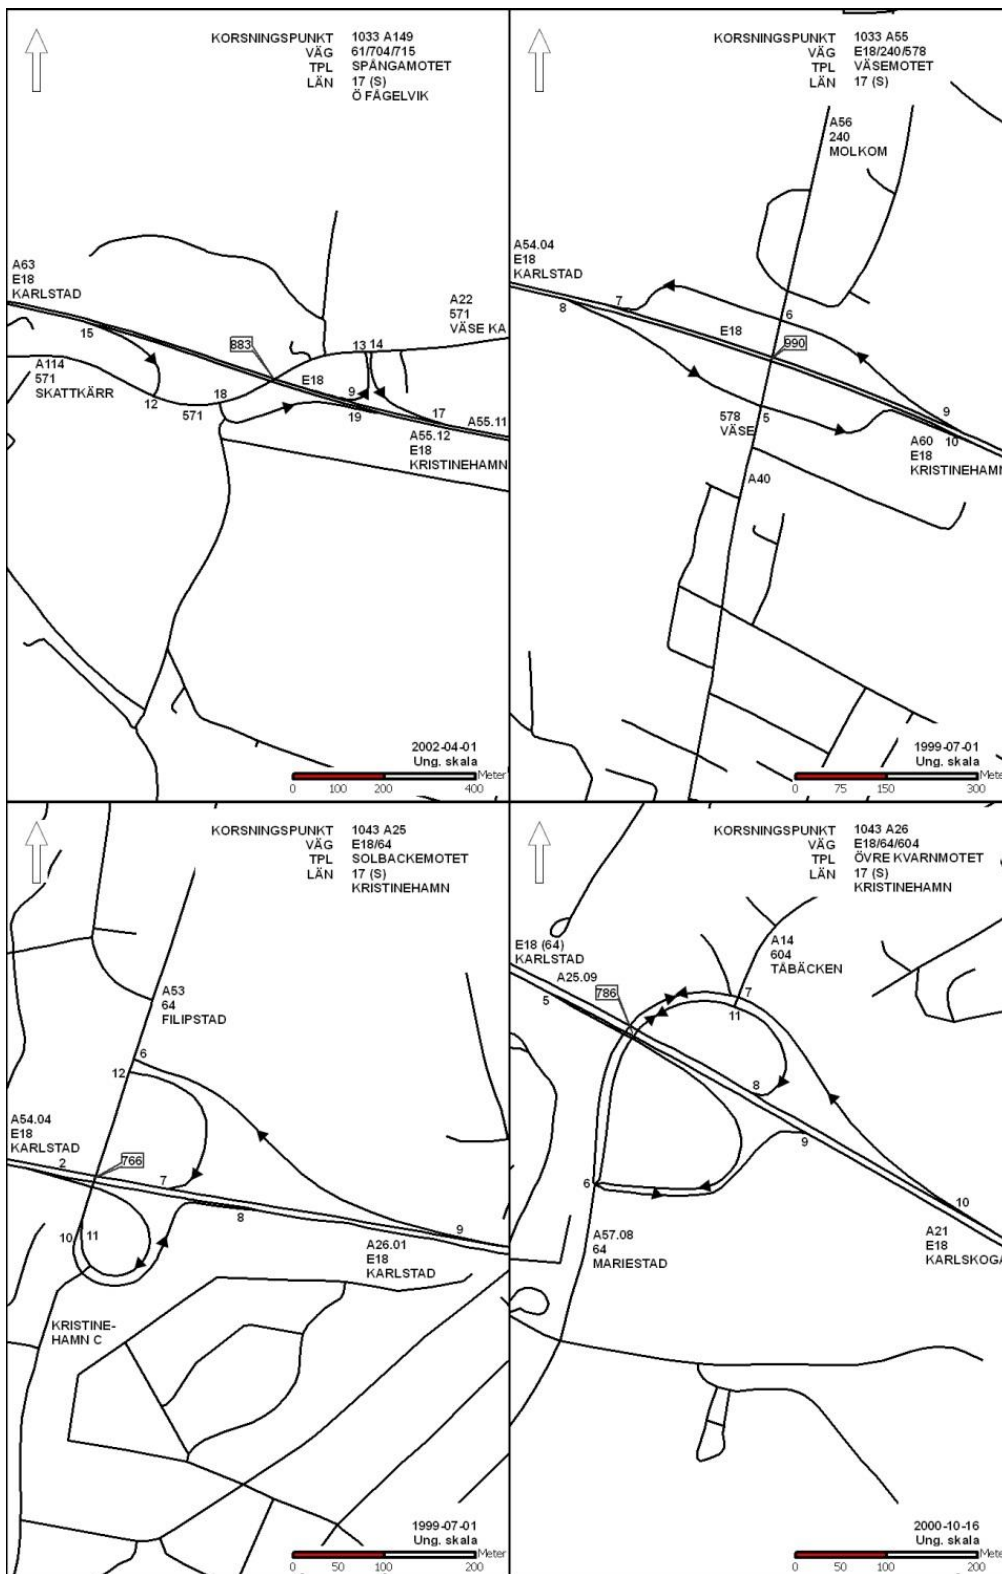 KORSNINGSPUNKT 1033 A149
VÄG 61/704/715
TPL SPÅNGAMOTET
LÄN 17 (S)
Ö FÅGELVIK
A63
E18
KARLSTAD
15
A114
571
SKATTKÄRR
12
571
18
883
E18
9
19
13 14
A22
571
VÄSE KA
17
A55.11
A55.12
E18
KRISTINEHAMN
2002-04-01
Ung. skala
Meter
0 100 200 400
KORSNINGSPUNKT 1033 A55
VÄG E18/240/578
TPL VÄSEMOTET
LÄN 17 (S)
A56
240
MOLKOM
A54.04
E18
KARLSTAD
7
8
6
E18
990
5
578
VÄSE
9
10
A60
E18
KRISTINEHAMN
A40
1999-07-01
Ung. skala
Meter
0 75 150 300
KORSNINGSPUNKT 1043 A25
VÄG E18/64
TPL SOLBACKEMOTET
LÄN 17 (S)
KRISTINEHAMN
A53
64
FILIPSTAD
6
12
A54.04
E18
KARLSTAD
2
766
7
8
9
10
11
A26.01
E18
KARLSTAD
KRISTINE-
HAMN C
1999-07-01
Ung. skala
Meter
0 50 100 200
KORSNINGSPUNKT 1043 A26
VÄG E18/64/604
TPL ÖVRE KVARNMOTET
LÄN 17 (S)
KRISTINEHAMN
E18 (64)
KARLSTAD
A25.09
5
786
A14
604
TÅBÄCKEN
7
11
8
9
6
10
A57.08
64
MARIESTAD
A21
E18
KARLSKOGA
2000-10-16
Ung. skala
Meter
0 50 100 200